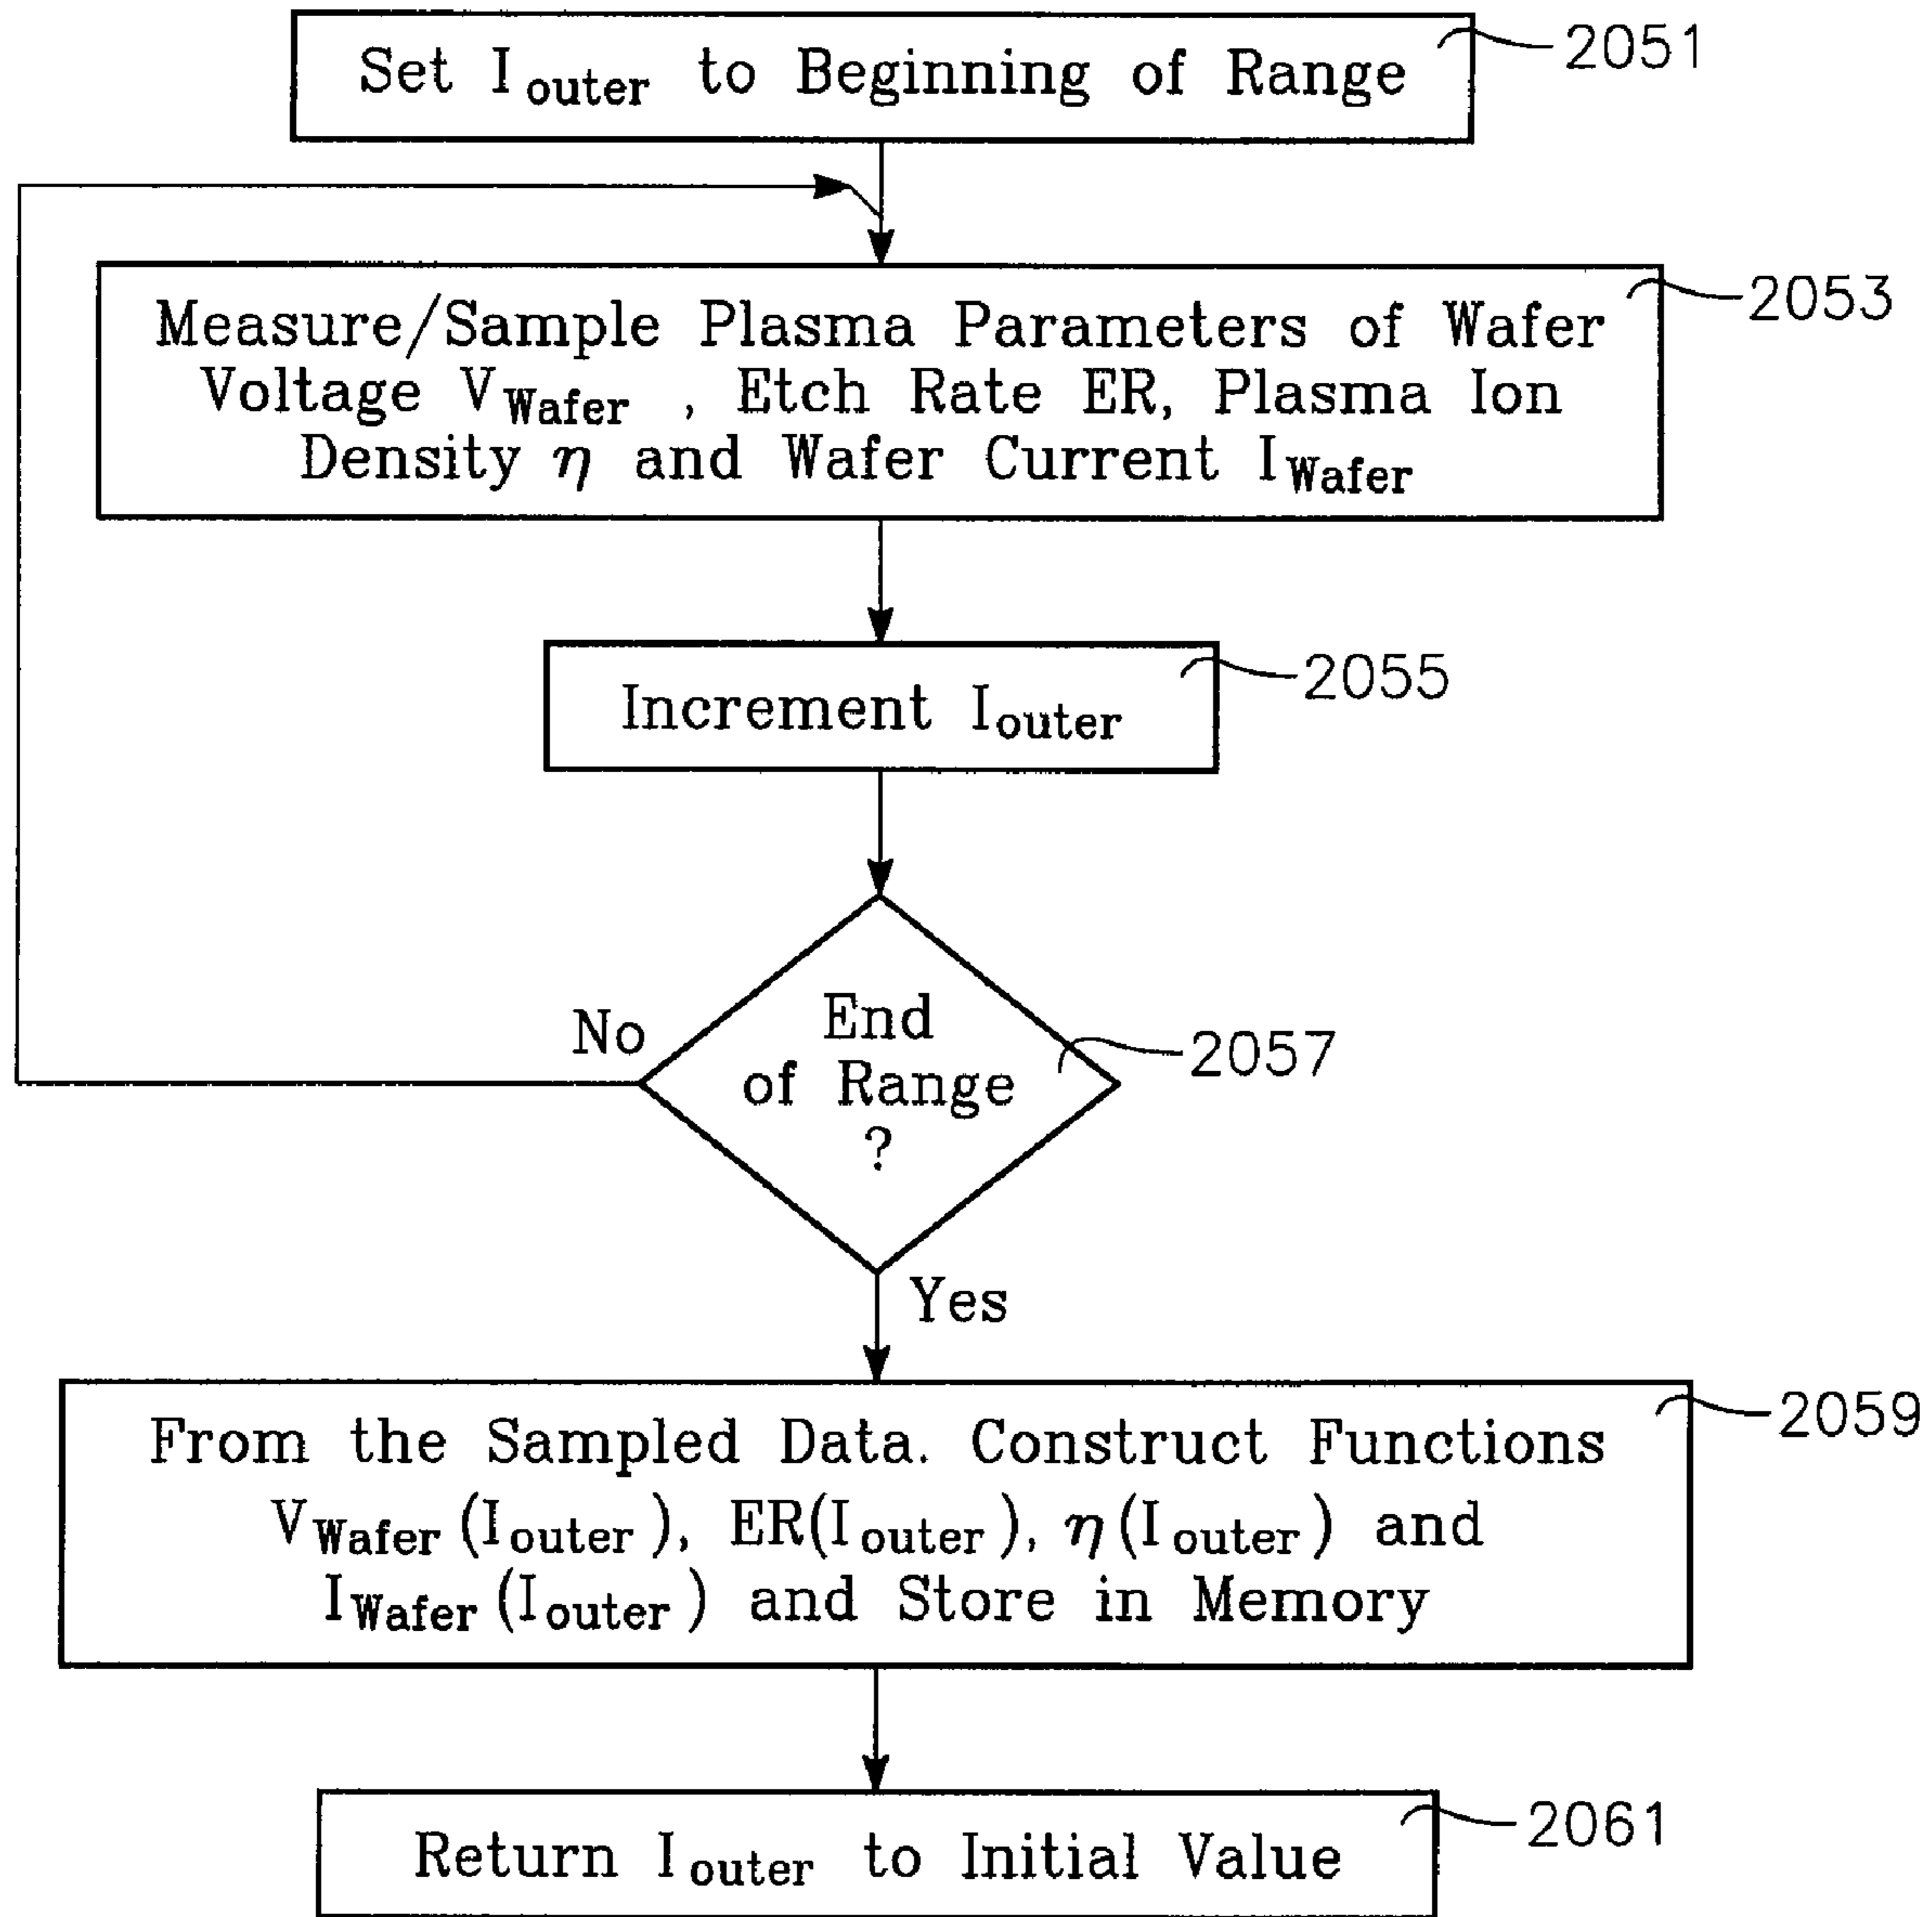 Set I outer to Beginning of Range
2051
Measure/Sample Plasma Parameters of Wafer
Voltage V Wafer , Etch Rate ER, Plasma Ion
Density η and Wafer Current I Wafer
2053
Increment I outer
2055
No
End
of Range
?
2057
Yes
From the Sampled Data. Construct Functions
V Wafer (I outer), ER(I outer), η(I outer) and
I Wafer (I outer) and Store in Memory
2059
Return I outer to Initial Value
2061